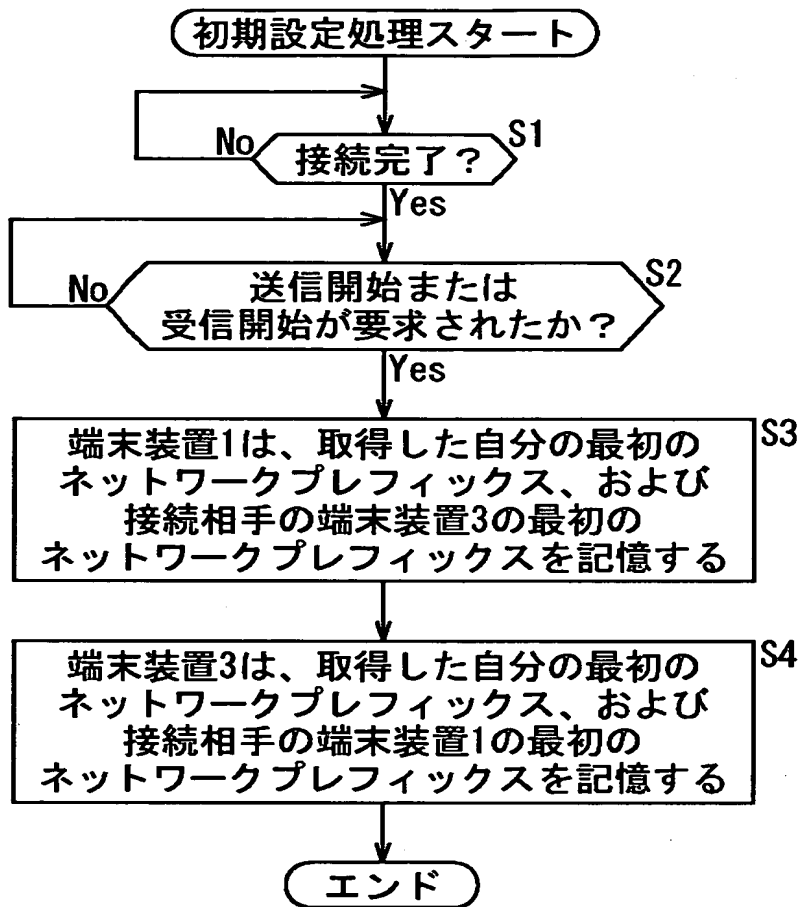 初期設定処理スタート
No
接続完了?
S1
Yes
No
送信開始または
受信開始が要求されたか?
S2
Yes
端末装置1は、取得した自分の最初の
ネットワークプレフィックス、および
接続相手の端末装置3の最初の
ネットワークプレフィックスを記憶する
S3
端末装置3は、取得した自分の最初の
ネットワークプレフィックス、および
接続相手の端末装置1の最初の
ネットワークプレフィックスを記憶する
S4
エンド